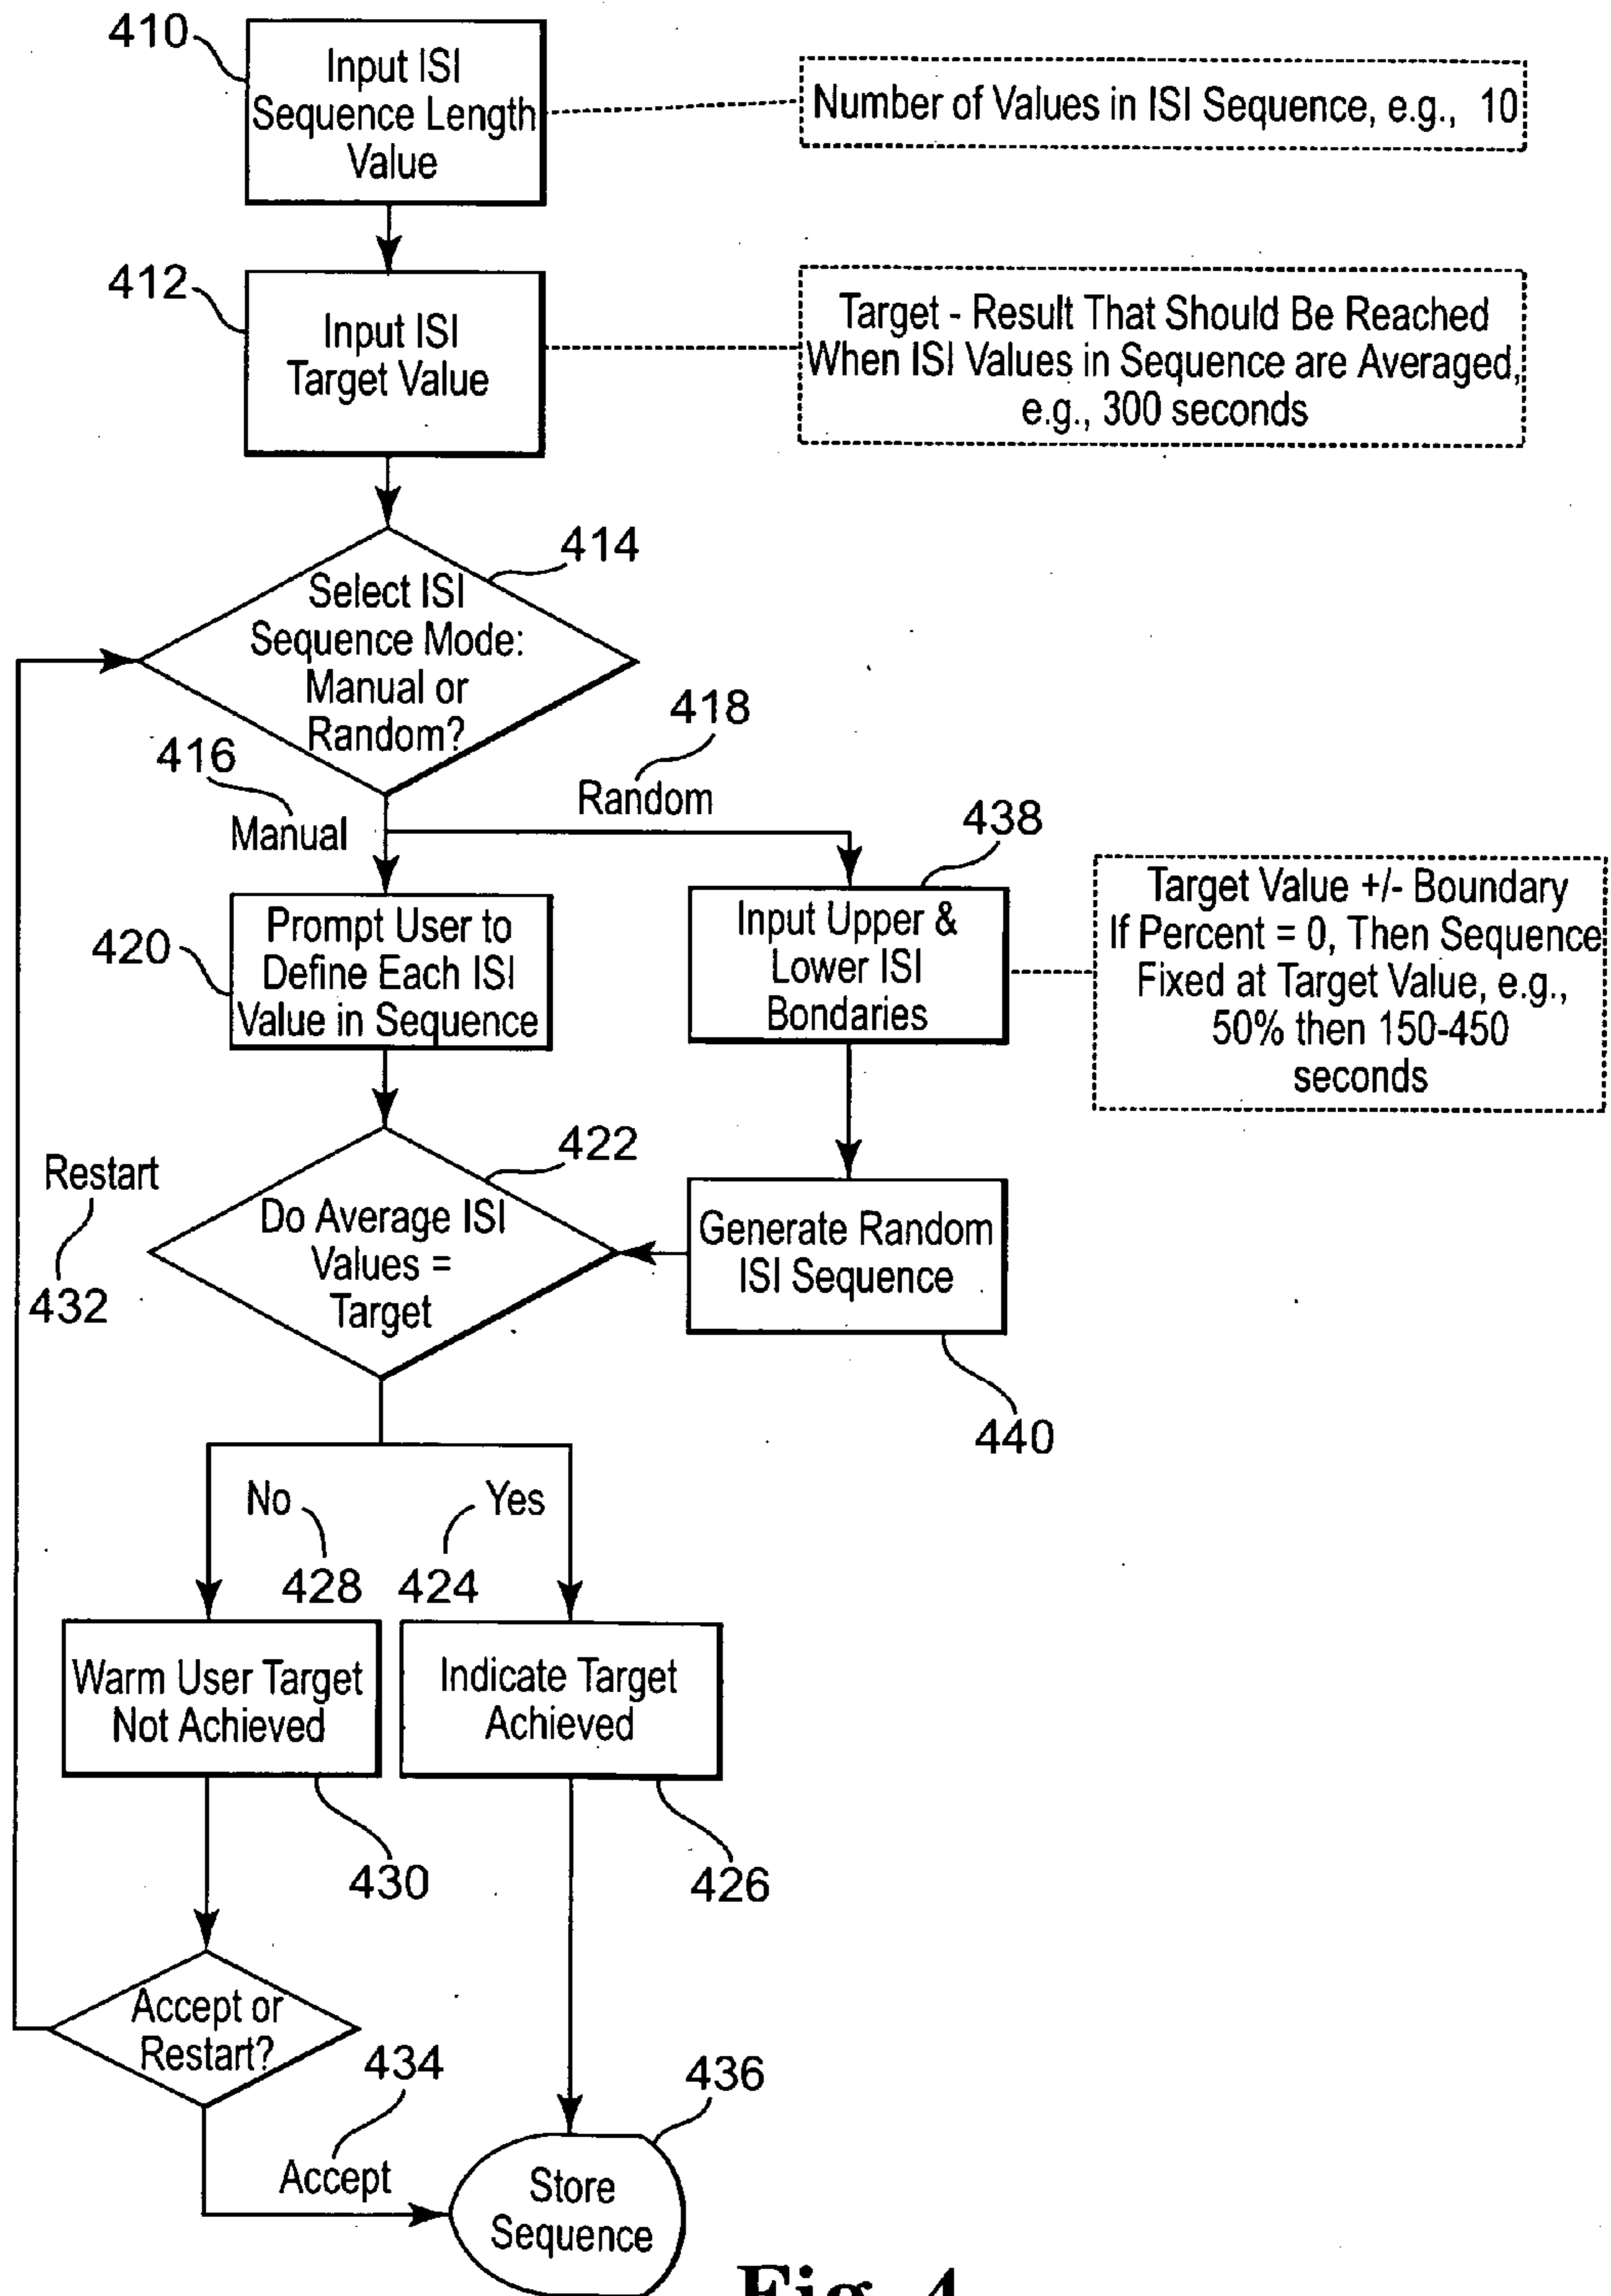 410
Input ISI
Sequence Length
Value
Number of Values in ISI Sequence, e.g., 10
412
Input ISI
Target Value
Target - Result That Should Be Reached
When ISI Values in Sequence are Averaged,
e.g., 300 seconds
414
Select ISI
Sequence Mode:
Manual or
Random?
416
Manual
418
Random
438
420
Prompt User to
Define Each ISI
Value in Sequence
Input Upper &
Lower ISI
Bondaries
Target Value +/- Boundary
If Percent = 0, Then Sequence
Fixed at Target Value, e.g.,
50% then 150-450
seconds
Restart
432
422
Do Average ISI
Values =
Target
Generate Random
ISI Sequence
440
No
428
Yes
424
Warm User Target
Not Achieved
430
Indicate Target
Achieved
426
Accept or
Restart?
434
Accept
436
Store
Sequence
Fig. 4